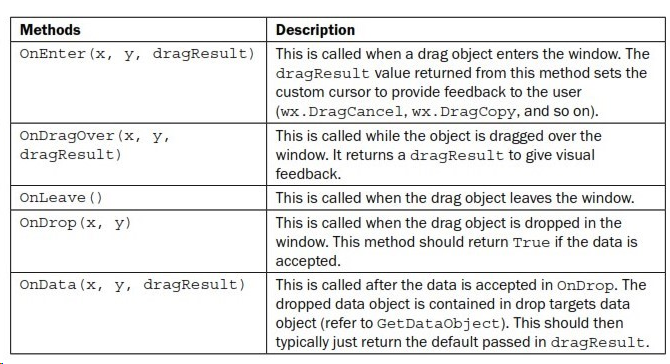 Methods Description
OnEnter(x, y, dragResult) This is called when a drag object enters the window. The
dragResult value returned from this method sets the
custom cursor to provide feedback to the user
(wx.DragCancel, wx.DragCopy, and so on).
OnDragOver(x, y, This is called while the object is dragged over the
dragResult) window. It returns a dragResult to give visual
feedback.
OnLeave() This is called when the drag object leaves the window.
OnDrop(x, y) This is called when the drag object is dropped in the
window. This method should return True if the data is
accepted.
OnData(x, y, dragResult) This is called after the data is accepted in OnDrop. The
dropped data object is contained in drop targets data
object (refer to GetDataObject). This should then
typically just return the default passed in dragResult.